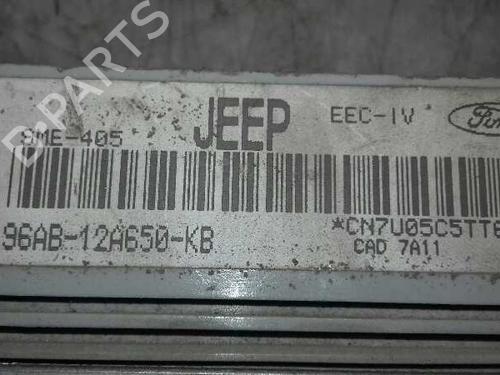 SME-405 JEEP EEC-IV Ford
96AB-12A650-KB *CN7U05C5TT6
CAD 7A11
B-PARTS